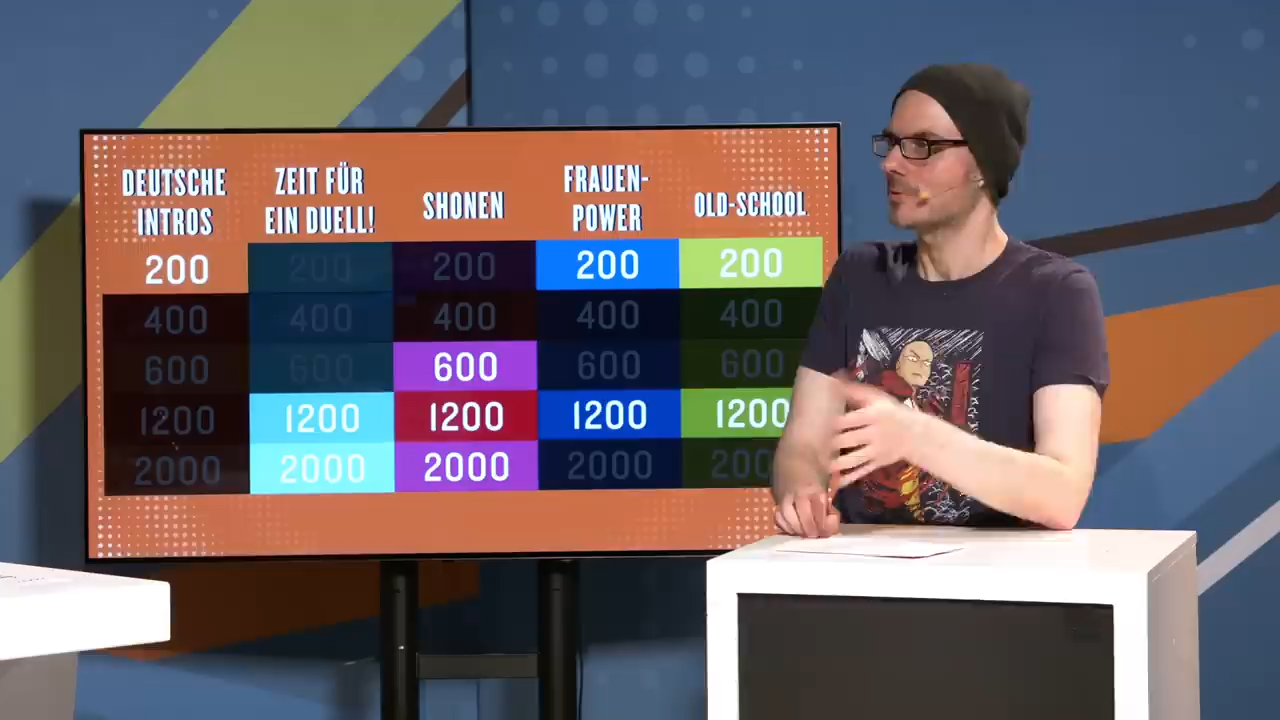 DEUTSCHE
INTROS
ZEIT FÜR
EIN DUELL!
SHONEN
FRAUEN-
POWER
OLD-SCHOOL
200 200 200 200 200
400 400 400 400 400
600 600 600 600 600
1200 1200 1200 1200 1200
2000 2000 2000 2000 200